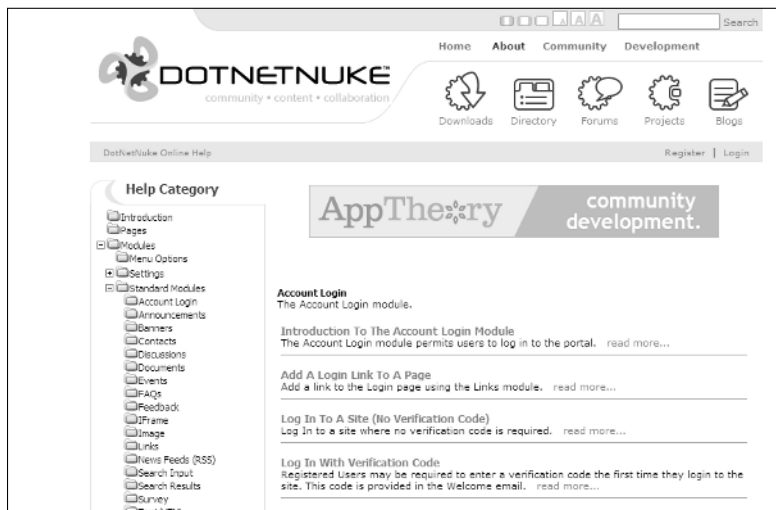 A A A Search
Home About Community Development
DOTNETNUKE
community • content • collaboration
Downloads Directory Forums Projects Blogs
DotNetNuke Online Help Register | Login
Help Category
Introduction
Pages
Modules
Menu Options
Settings
Standard Modules
Account Login
Announcements
Banners
Contacts
Discussions
Documents
Events
FAQs
Feedback
IFrame
Image
Links
News Feeds (RSS)
Search Input
Search Results
Survey
AppTheory community
development.
Account Login
The Account Login module.
Introduction To The Account Login Module
The Account Login module permits users to log in to the portal. read more...
Add A Login Link To A Page
Add a link to the Login page using the Links module. read more...
Log In To A Site (No Verification Code)
Log In to a site where no verification code is required. read more...
Log In With Verification Code
Registered Users may be required to enter a verification code the first time they login to the
site. This code is provided in the Welcome email. read more...